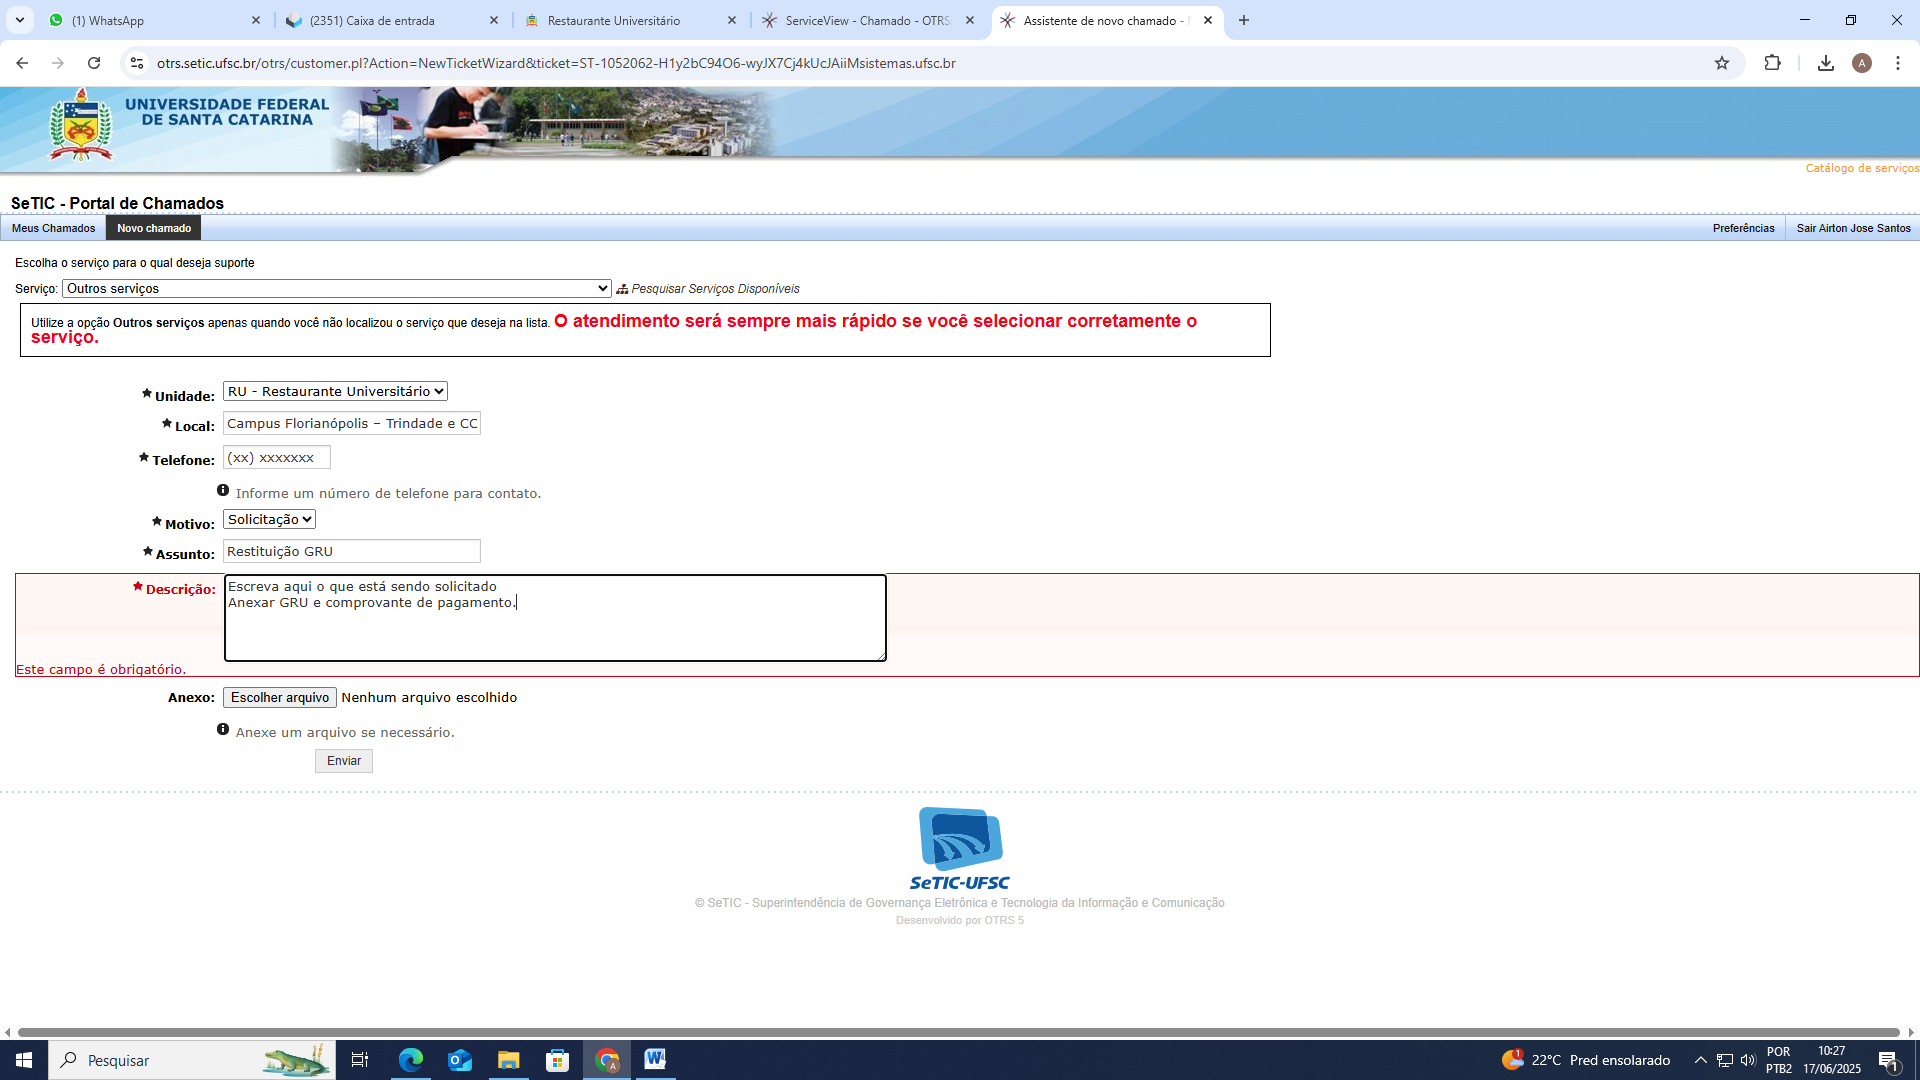 (1) WhatsApp
(2351) Caixa de entrada
Restaurante Universitário
ServiceView - Chamado - OTRS
Assistente de novo chamado -
otrs.setic.ufsc.br/otrs/customer.pl?Action=NewTicketWizard&ticket=ST-1052062-H1y2bC94O6-wyJX7Cj4kUcJAiiMsistemas.ufsc.br
A
UNIVERSIDADE FEDERAL
DE SANTA CATARINA
Catálogo de serviços
SeTIC - Portal de Chamados
Meus Chamados
Novo chamado
Preferências
Sair Airton Jose Santos
Escolha o serviço para o qual deseja suporte
Serviço: Outros serviços
Pesquisar Serviços Disponíveis
Utilize a opção Outros serviços apenas quando você não localizou o serviço que deseja na lista. O atendimento será sempre mais rápido se você selecionar corretamente o
serviço.
Unidade: RU - Restaurante Universitário
Local: Campus Florianópolis – Trindade e CC
Telefone: (xx) xxxxxxx
Informe um número de telefone para contato.
Motivo: Solicitação
Assunto: Restituição GRU
Descrição: Escreva aqui o que está sendo solicitado
Anexar GRU e comprovante de pagamento.
Este campo é obrigatório.
Anexo: Escolher arquivo Nenhum arquivo escolhido
Anexe um arquivo se necessário.
Enviar
SeTIC-UFSC
© SeTIC - Superintendência de Governança Eletrônica e Tecnologia da Informação e Comunicação
Desenvolvido por OTRS 5
Pesquisar
22°C Pred ensolarado
POR
PTB2
10:27
17/06/2025